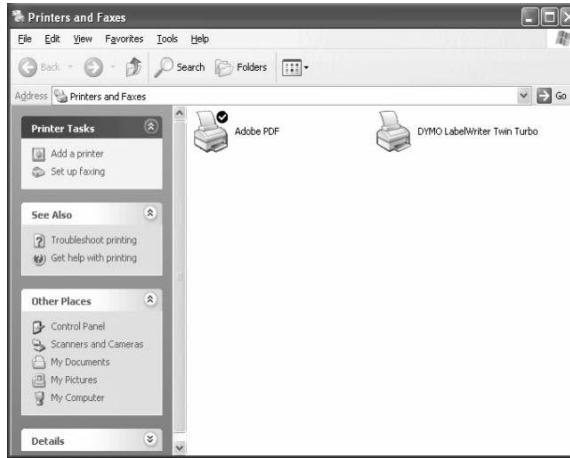 Printers and Faxes
File Edit View Favorites Tools Help
Back Search Folders
Address Printers and Faxes Go
Printer Tasks
Add a printer
Set up faxing
See Also
Troubleshoot printing
Get help with printing
Other Places
Control Panel
Scanners and Cameras
My Documents
My Pictures
My Computer
Details
Adobe PDF
DYMO LabelWriter Twin Turbo